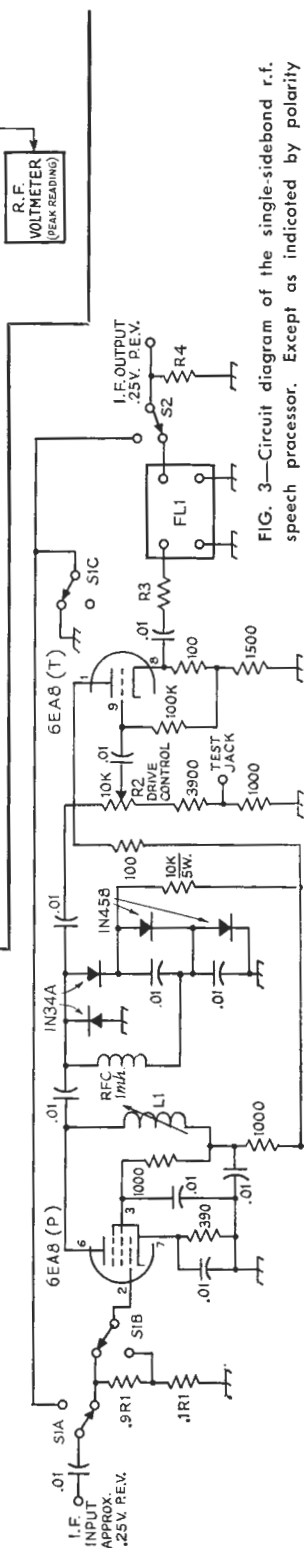 R.F.
VOLTMETER
(PEAK READING)
S1A
.01
I.F.
INPUT
APPROX.
.25V. P.E.V.
.9R1
.1R1
S1B
6EA8 (P)
2
6
3
7
.01
390
1000
.01
.01
L1
1000
.01
RFC
1mh.
1N34A
.01
.01
.01
1N458
10K
5W.
100
.01
10K
R2
DRIVE
CONTROL
3900
TEST
JACK
1000
6EA8 (T)
.01
9
1
8
100K
100
1500
.01
R3
S1C
FL1
S2
I.F. OUTPUT
.25V. P.E.V.
R4
FIG. 3—Circuit diagram of the single-sidebond r.f.
speech pracessor. Except as indicated by polarity